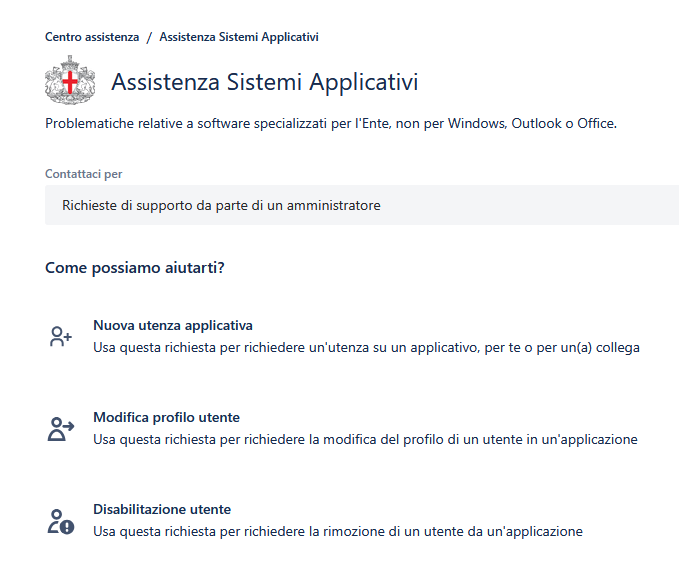 Centro assistenza / Assistenza Sistemi Applicativi
Assistenza Sistemi Applicativi
Problematiche relative a software specializzati per l'Ente, non per Windows, Outlook o Office.
Contattaci per
Richieste di supporto da parte di un amministratore
Come possiamo aiutarti?
Nuova utenza applicativa
Usa questa richiesta per richiedere un'utenza su un applicativo, per te o per un(a) collega
Modifica profilo utente
Usa questa richiesta per richiedere la modifica del profilo di un utente in un'applicazione
Disabilitazione utente
Usa questa richiesta per richiedere la rimozione di un utente da un'applicazione